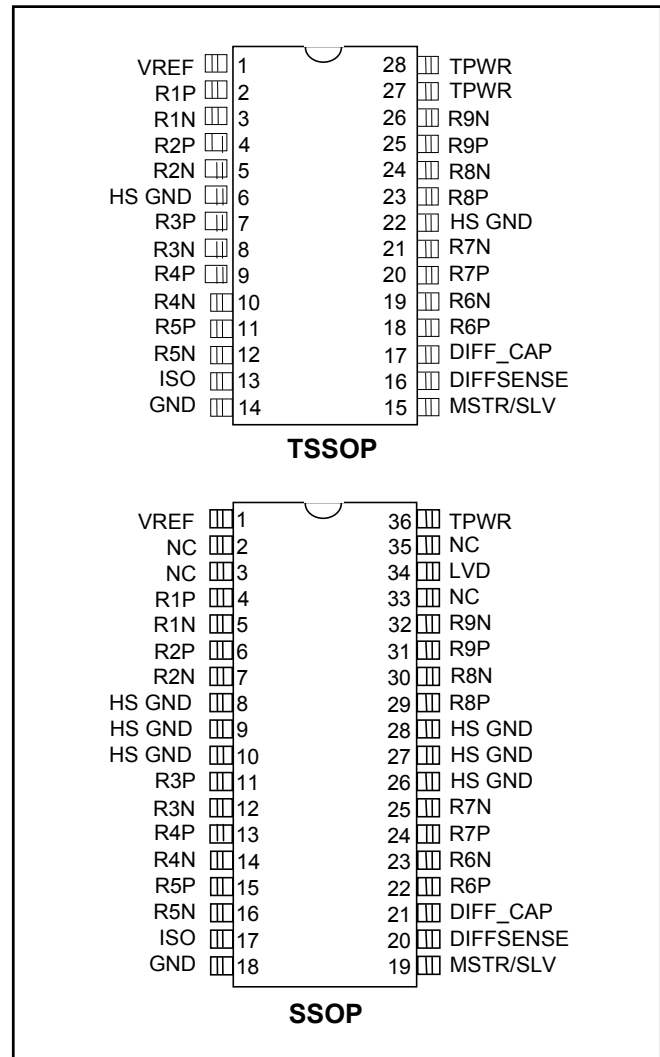 VREF 1 28 TPWR
R1P 2 27 TPWR
R1N 3 26 R9N
R2P 4 25 R9P
R2N 5 24 R8N
HS GND 6 23 R8P
R3P 7 22 HS GND
R3N 8 21 R7N
R4P 9 20 R7P
R4N 10 19 R6N
R5P 11 18 R6P
R5N 12 17 DIFF_CAP
ISO 13 16 DIFFSENSE
GND 14 15 MSTR/SLV
TSSOP
VREF 1 36 TPWR
NC 2 35 NC
NC 3 34 LVD
R1P 4 33 NC
R1N 5 32 R9N
R2P 6 31 R9P
R2N 7 30 R8N
HS GND 8 29 R8P
HS GND 9 28 HS GND
HS GND 10 27 HS GND
R3P 11 26 HS GND
R3N 12 25 R7N
R4P 13 24 R7P
R4N 14 23 R6N
R5P 15 22 R6P
R5N 16 21 DIFF_CAP
ISO 17 20 DIFFSENSE
GND 18 19 MSTR/SLV
SSOP